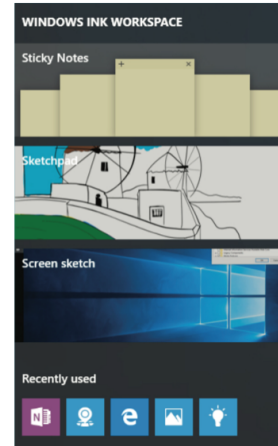 WINDOWS INK WORKSPACE
Sticky Notes
Sketchpad
Screen sketch
Recently used